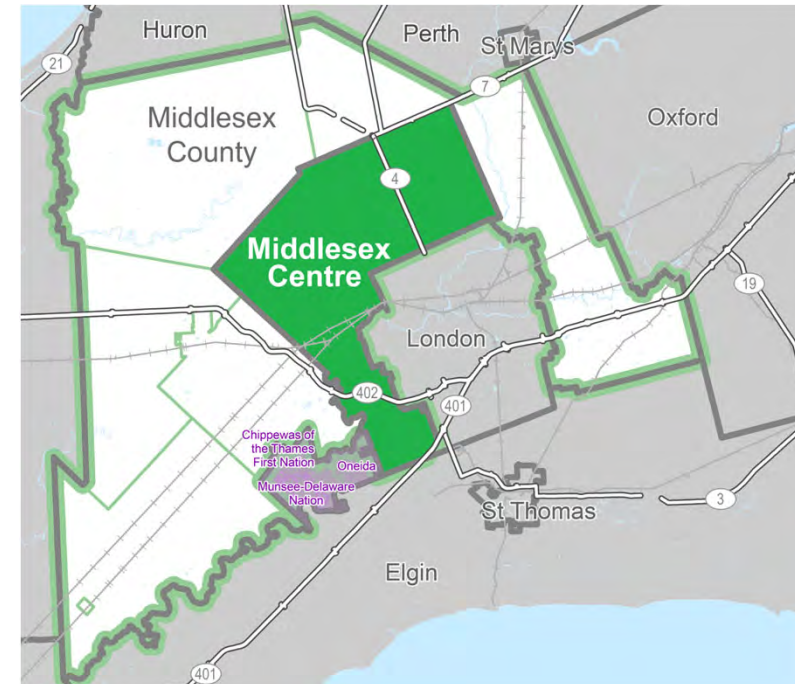 Huron
Perth
St Marys
21
7
Oxford
Middlesex
County
4
Middlesex
Centre
19
London
402
401
Chippewas of
the Thames
First Nation
Oneida
Munsee-Delaware
Nation
3
St Thomas
Elgin
401